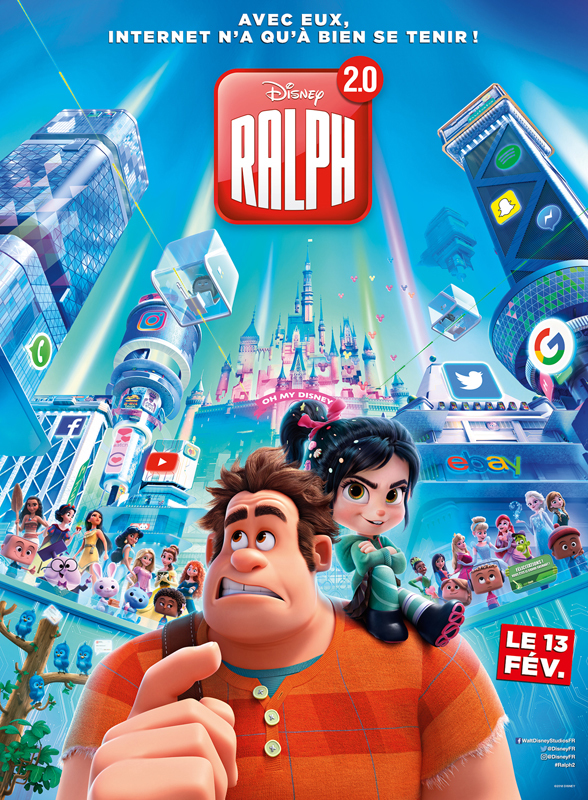 AVEC EUX,
INTERNET N'A QU'À BIEN SE TENIR !
2.0
DISNEY
RALPH
OH MY DISNEY
ebay
FÉLICITATIONS !
LE 13
FÉV.
WaltDisneyStudiosFR
@DisneyFR
@DisneyFR
#Ralph2